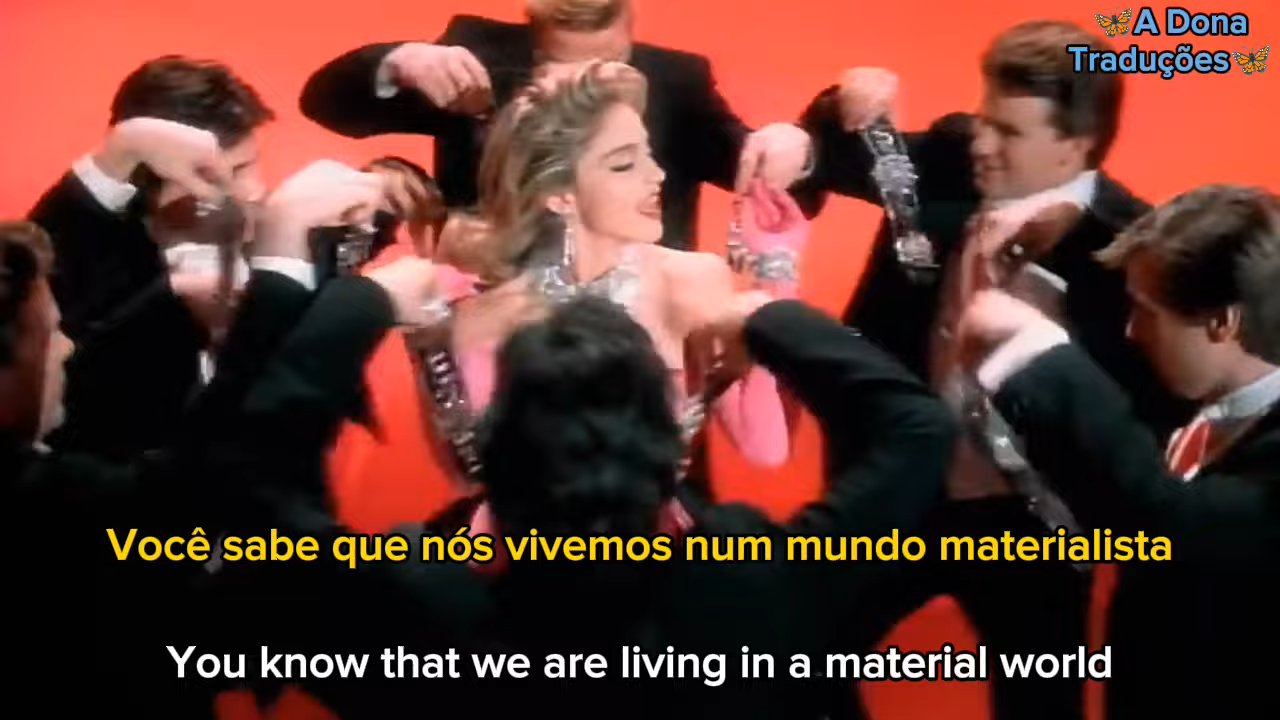 🦋A Dona
Traduções🦋
Você sabe que nós vivemos num mundo materialista
You know that we are living in a material world